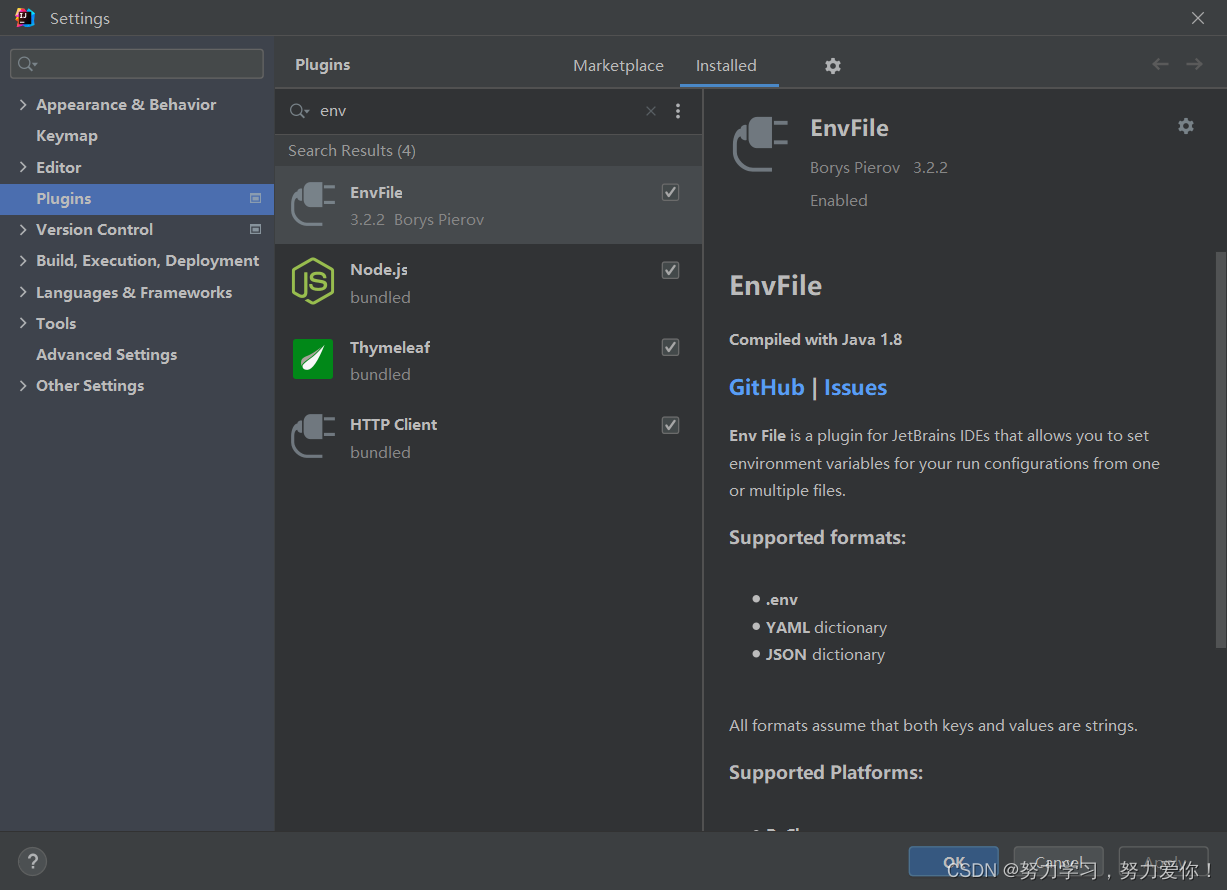 Settings
Plugins
Marketplace
Installed
Appearance & Behavior
Keymap
Editor
Plugins
Version Control
Build, Execution, Deployment
Languages & Frameworks
Tools
Advanced Settings
Other Settings
env
Search Results (4)
EnvFile
3.2.2 Borys Pierov
Node.js
bundled
Thymeleaf
bundled
HTTP Client
bundled
EnvFile
Borys Pierov 3.2.2
Enabled
EnvFile
Compiled with Java 1.8
GitHub | Issues
Env File is a plugin for JetBrains IDEs that allows you to set
environment variables for your run configurations from one
or multiple files.
Supported formats:
• .env
• YAML dictionary
• JSON dictionary
All formats assume that both keys and values are strings.
Supported Platforms:
?
OK
Cancel
Apply
CSDN @努力学习，努力爱你！